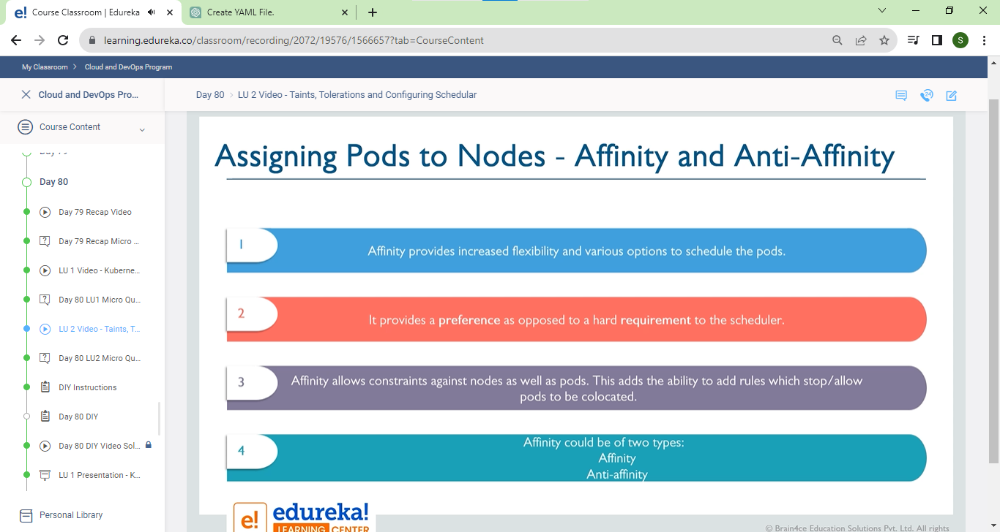 e! Course Classroom | Edureka
Create YAML File.
learning.edureka.co/classroom/recording/2072/19576/1566657?tab=CourseContent
S
My Classroom > Cloud and DevOps Program
Cloud and DevOps Pro...
Day 80 > LU 2 Video - Taints, Tolerations and Configuring Schedular
24
Course Content
Day 79
Day 80
Day 79 Recap Video
Day 79 Recap Micro ...
LU 1 Video - Kuberne...
Day 80 LU1 Micro Qu...
LU 2 Video - Taints, T...
Day 80 LU2 Micro Qu...
DIY Instructions
Day 80 DIY
Day 80 DIY Video Sol...
LU 1 Presentation - K...
Personal Library
Assigning Pods to Nodes - Affinity and Anti-Affinity
1
Affinity provides increased flexibility and various options to schedule the pods.
2
It provides a preference as opposed to a hard requirement to the scheduler.
3
Affinity allows constraints against nodes as well as pods. This adds the ability to add rules which stop/allow
pods to be colocated.
4
Affinity could be of two types:
Affinity
Anti-affinity
e! edureka!
LEARNING CENTER
© Brain4ce Education Solutions Pvt. Ltd. All rights